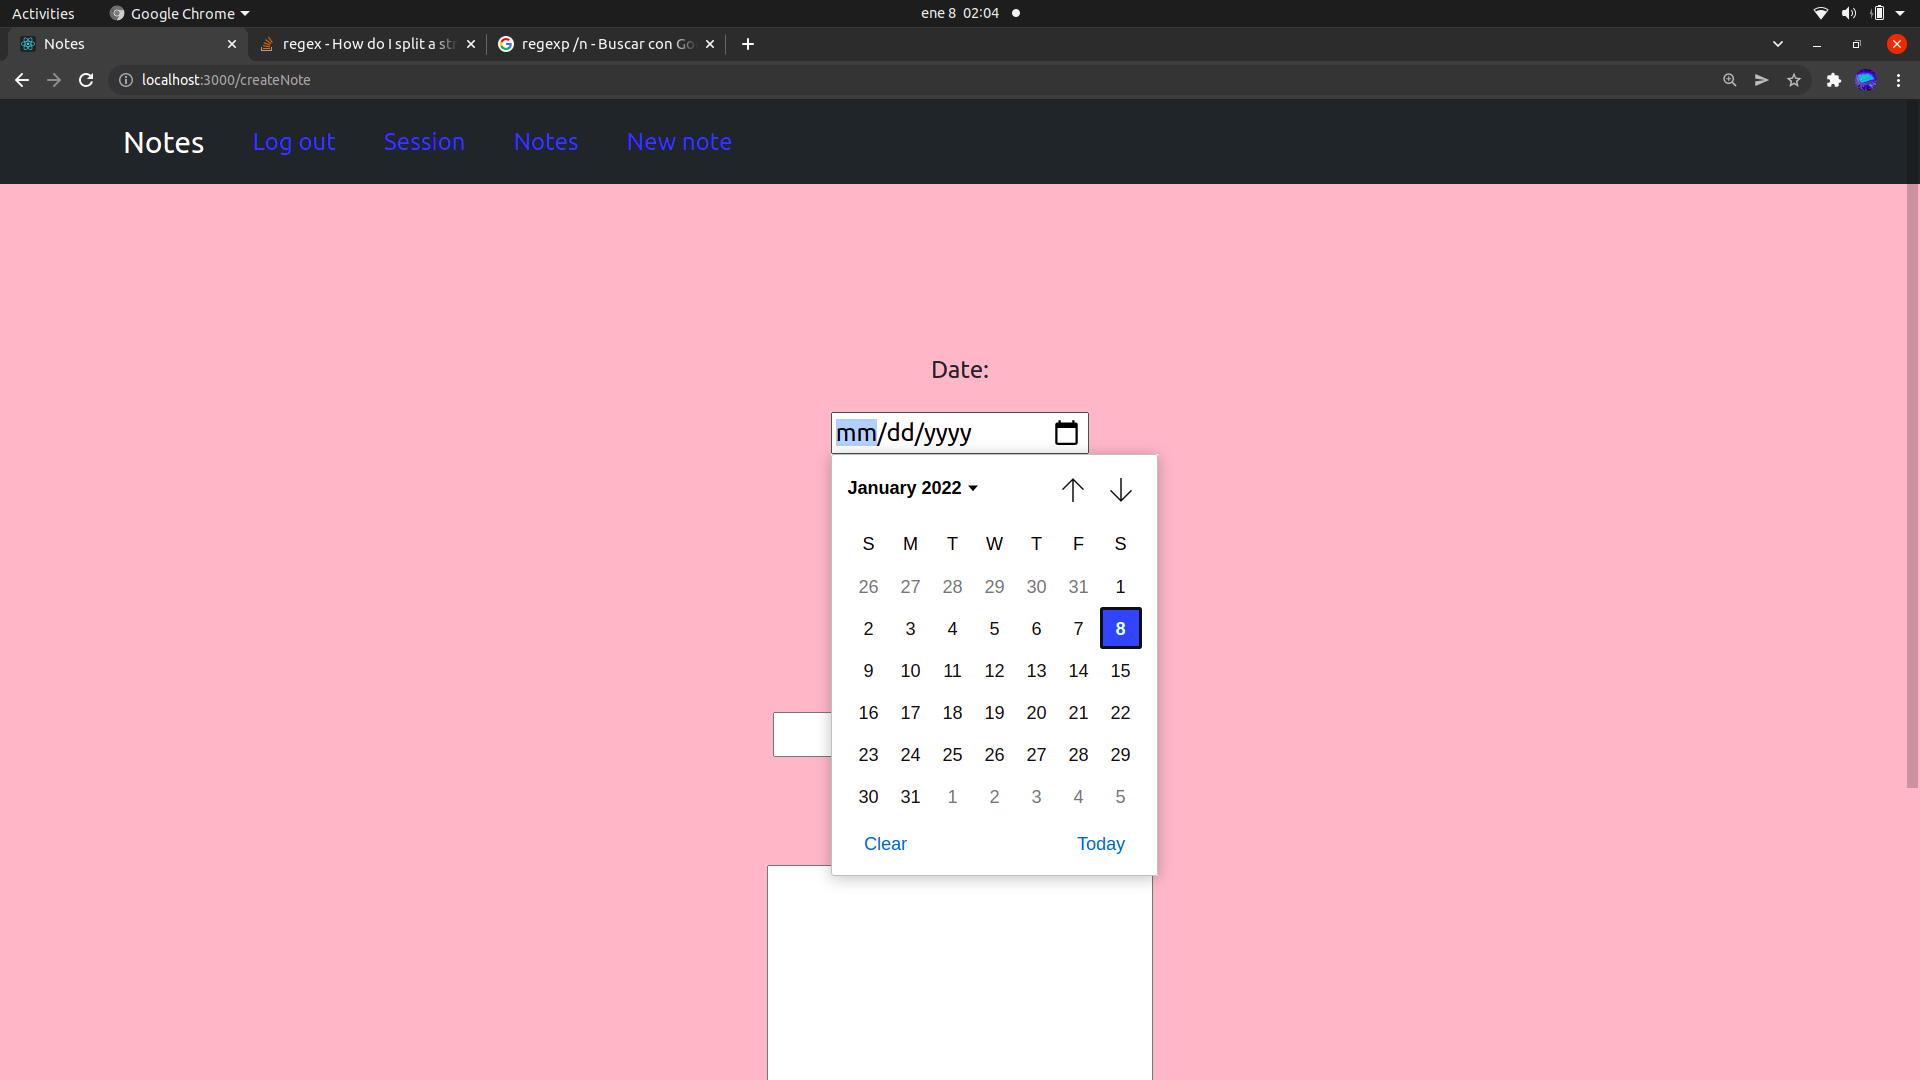 Activities Google Chrome ene 8 02:04
Notes regex - How do I split a str regexp /n - Buscar con Go
localhost:3000/createNote
Notes Log out Session Notes New note
Date:
mm/dd/yyyy
January 2022
S M T W T F S
26 27 28 29 30 31 1
2 3 4 5 6 7 8
9 10 11 12 13 14 15
16 17 18 19 20 21 22
23 24 25 26 27 28 29
30 31 1 2 3 4 5
Clear Today